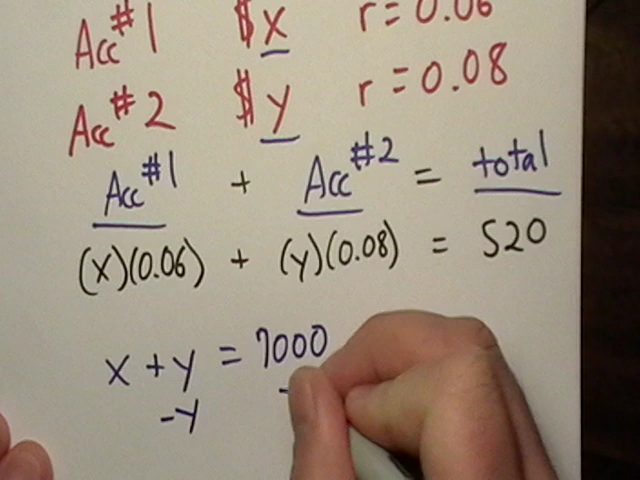 Acc #1 $x r = 0.06
Acc #2 $y r = 0.08
Acc #1 + Acc #2 = total
(x)(0.06) + (y)(0.08) = 520
x + y = 7000
-y -